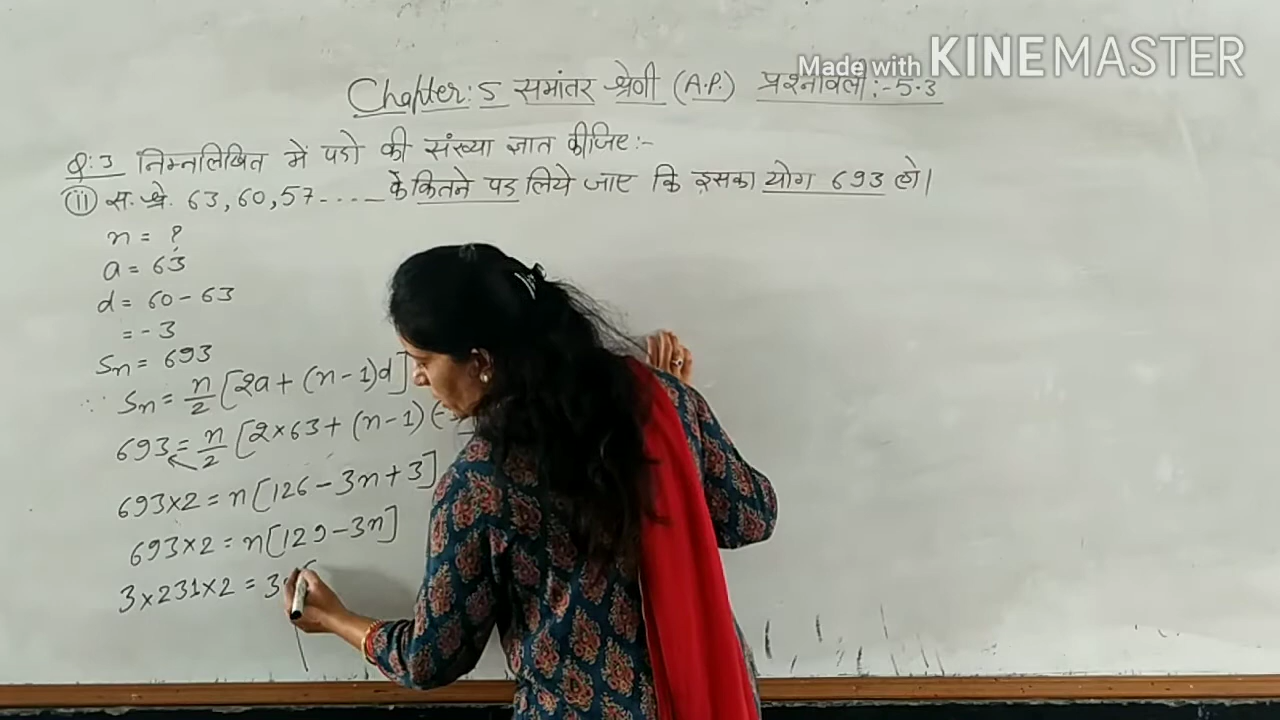 Made with KINEMASTER
Chapter: 5 समांतर श्रेणी (A.P.) प्रश्नावली:-5.3
Q:3 निम्नलिखित में पदो की संख्या ज्ञात कीजिए:-
(ii) स. श्रे. 63, 60, 57 ..... के कितने पद लिये जाए कि इसका योग 693 हो।
n = ?
a = 63
d = 60 - 63
= - 3
Sn = 693
∵ Sn = n/2 [2a + (n - 1)d]
693 = n/2 [2×63 + (n - 1) (-3
693×2 = n [126 - 3n + 3]
693×2 = n [129 - 3n]
3×231×2 = 3